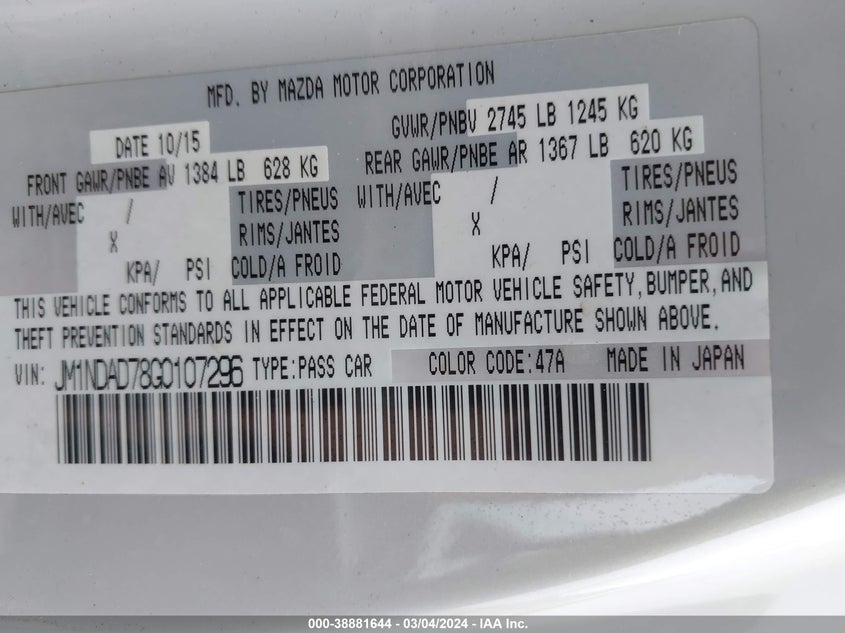 MFD. BY MAZDA MOTOR CORPORATION
DATE 10/15
GVWR/PNBV 2745 LB 1245 KG
FRONT GAWR/PNBE AV 1384 LB 628 KG
REAR GAWR/PNBE AR 1367 LB 620 KG
WITH/AVEC / TIRES/PNEUS
WITH/AVEC / TIRES/PNEUS
X RIMS/JANTES
X RIMS/JANTES
KPA/ PSI COLD/A FROID
KPA/ PSI COLD/A FROID
THIS VEHICLE CONFORMS TO ALL APPLICABLE FEDERAL MOTOR VEHICLE SAFETY,BUMPER,AND
THEFT PREVENTION STANDARDS IN EFFECT ON THE DATE OF MANUFACTURE SHOWN ABOVE.
VIN: JM1NDAD78G0107296 TYPE:PASS CAR COLOR CODE:47A MADE IN JAPAN
000-38881644 - 03/04/2024 - IAA Inc.